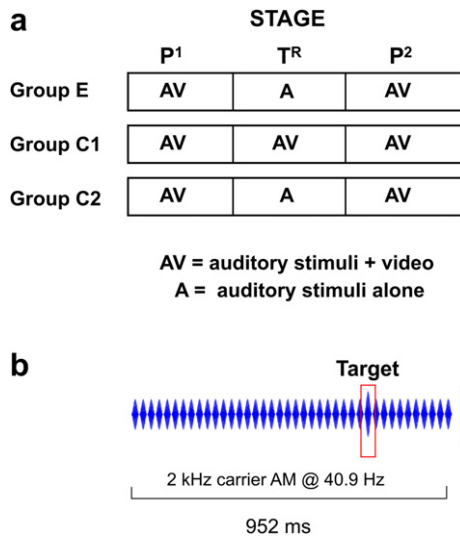 a
STAGE
P¹ Tᴿ P²
Group E AV A AV
Group C1 AV AV AV
Group C2 AV A AV
AV = auditory stimuli + video
A = auditory stimuli alone
b
Target
2 kHz carrier AM @ 40.9 Hz
952 ms